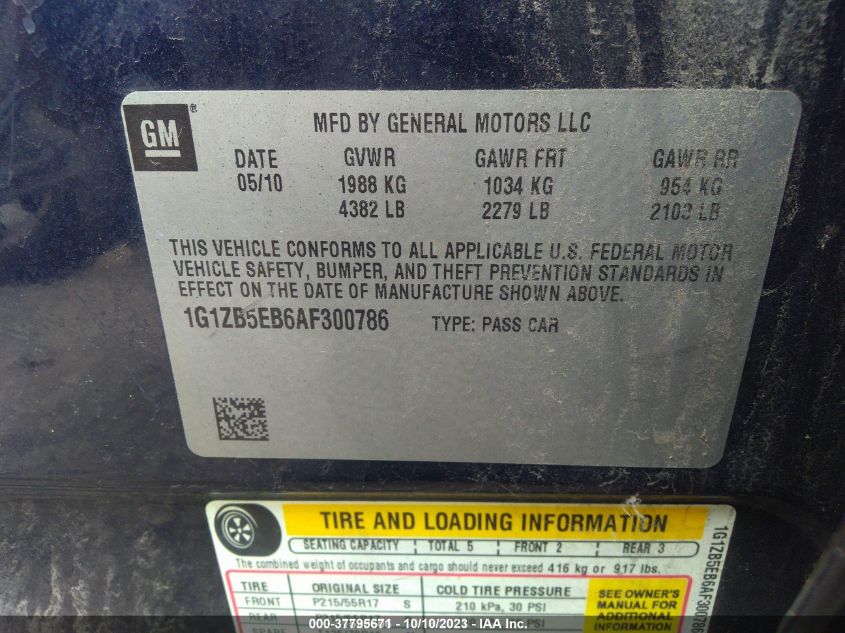 GM®
MFD BY GENERAL MOTORS LLC
DATE GVWR GAWR FRT GAWR RR
05/10 1988 KG 1034 KG 954 KG
4382 LB 2279 LB 2103 LB
THIS VEHICLE CONFORMS TO ALL APPLICABLE U.S. FEDERAL MOTOR
VEHICLE SAFETY, BUMPER, AND THEFT PREVENTION STANDARDS IN
EFFECT ON THE DATE OF MANUFACTURE SHOWN ABOVE.
1G1ZB5EB6AF300786 TYPE: PASS CAR
TIRE AND LOADING INFORMATION
SEATING CAPACITY TOTAL 5 FRONT 2 REAR 3
The combined weight of occupants and cargo should never exceed 416 kg or 917 lbs.
TIRE ORIGINAL SIZE COLD TIRE PRESSURE
FRONT P215/55R17 S 210 kPa, 30 PSI
SEE OWNER'S
MANUAL FOR
ADDITIONAL
INFORMATION
1G1ZB5EB6AF300786
000-37795671 - 10/10/2023 - IAA Inc.